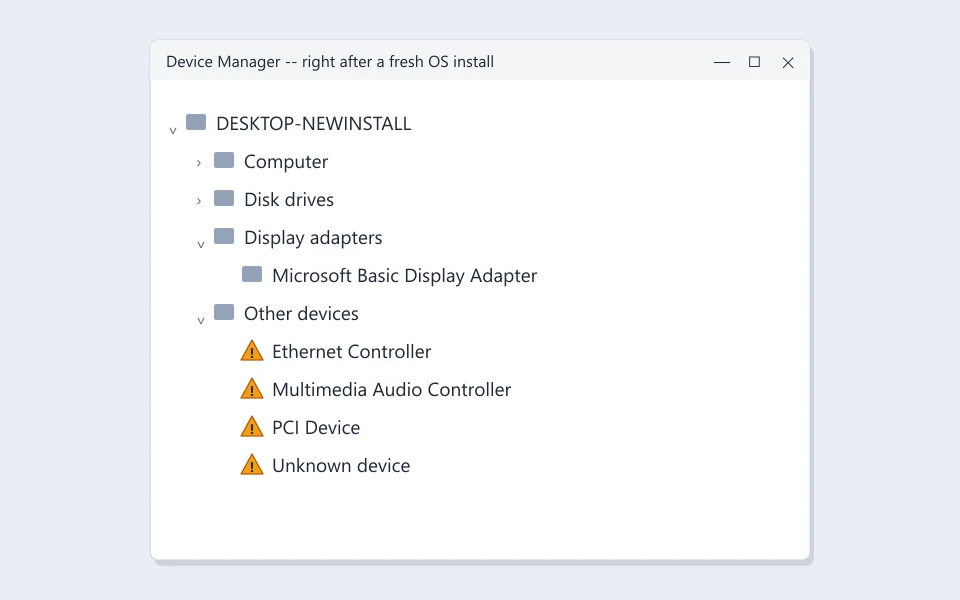 Device Manager -- right after a fresh OS install
DESKTOP-NEWINSTALL
Computer
Disk drives
Display adapters
Microsoft Basic Display Adapter
Other devices
Ethernet Controller
Multimedia Audio Controller
PCI Device
Unknown device